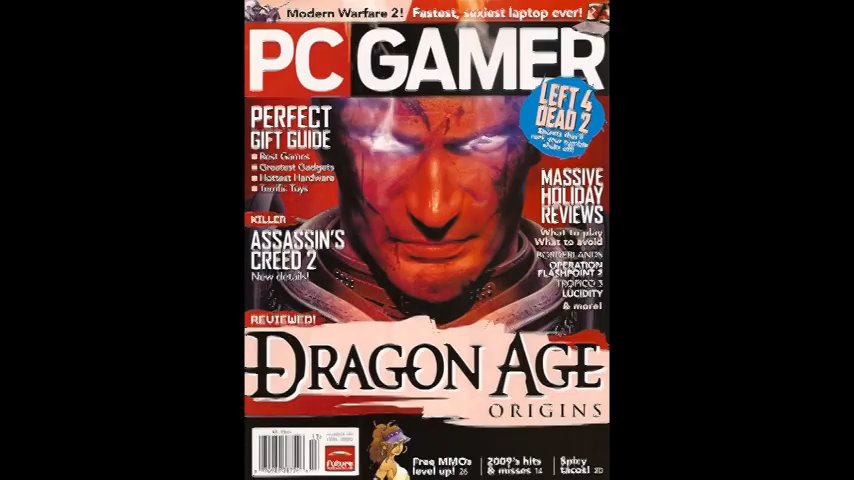 Modern Warfare 2! Fastest, sexiest laptop ever!
PC GAMER
LEFT 4
DEAD 2
PERFECT
GIFT GUIDE
Best Games
Greatest Gadgets
Hottest Hardware
Terrific Toys
MASSIVE
HOLIDAY
REVIEWS
What to play
What to avoid
BORDERLANDS
OPERATION
FLASHPOINT 2
TROPICO 3
LUCIDITY
& more!
KILLER
ASSASSIN'S
CREED 2
New details!
REVIEWED!
DRAGON AGE
ORIGINS
future
Free MMOs
level up! 26
2009's hits
& misses 14
Spicy
tacos! 20